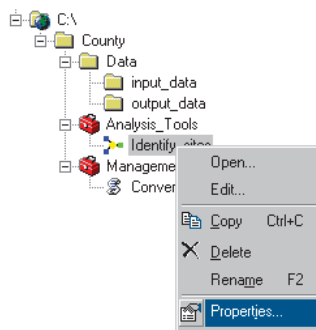 C:\
County
Data
input_data
output_data
Analysis_Tools
Identify_sites
Manageme
Conver
Open...
Edit...
Copy Ctrl+C
Delete
Rename F2
Properties...